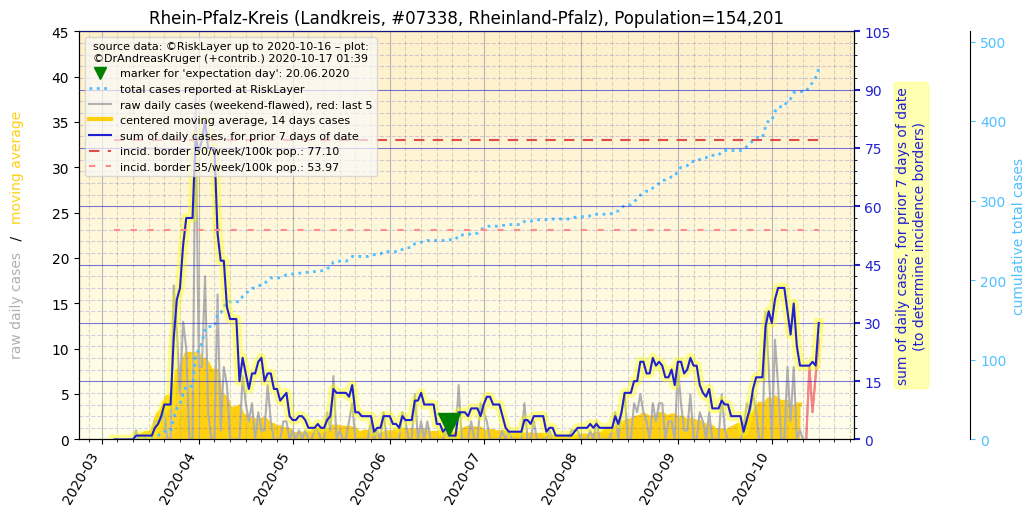 Rhein-Pfalz-Kreis (Landkreis, #07338, Rheinland-Pfalz), Population=154,201
source data: ©RiskLayer up to 2020-10-16 – plot:
©DrAndreasKruger (+contrib.) 2020-10-17 01:39
marker for 'expectation day': 20.06.2020
total cases reported at RiskLayer
raw daily cases (weekend-flawed), red: last 5
centered moving average, 14 days cases
sum of daily cases, for prior 7 days of date
incid. border 50/week/100k pop.: 77.10
incid. border 35/week/100k pop.: 53.97
raw daily cases / moving average
45
40
35
30
25
20
15
10
5
0
2020-03
2020-04
2020-05
2020-06
2020-07
2020-08
2020-09
2020-10
105
90
75
60
45
30
15
0
sum of daily cases, for prior 7 days of date
(to determine incidence borders)
500
400
300
200
100
0
cumulative total cases